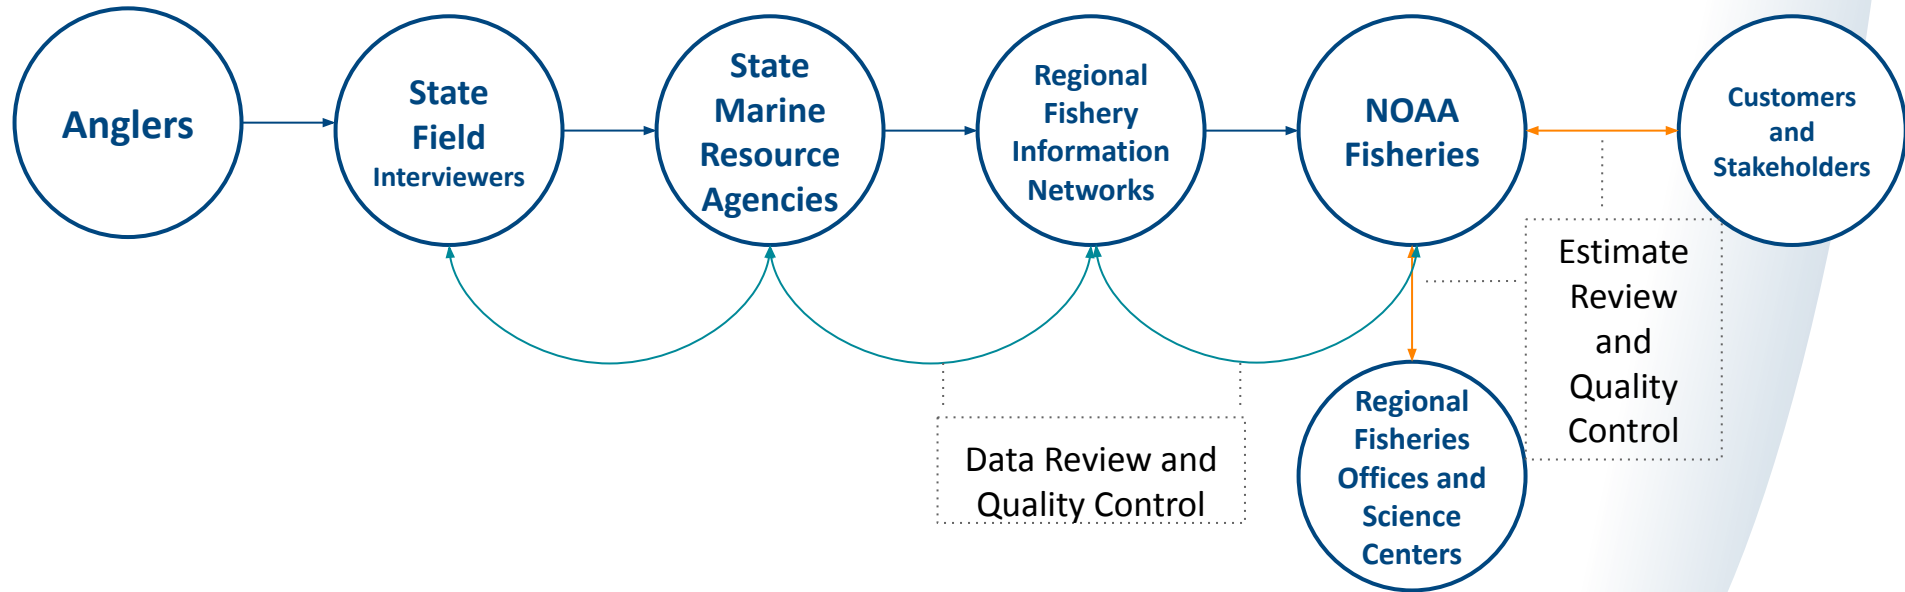 Anglers
State
Field
Interviewers
State
Marine
Resource
Agencies
Regional
Fishery
Information
Networks
NOAA
Fisheries
Customers
and
Stakeholders
Estimate
Review
and
Quality
Control
Data Review and
Quality Control
Regional
Fisheries
Offices and
Science
Centers